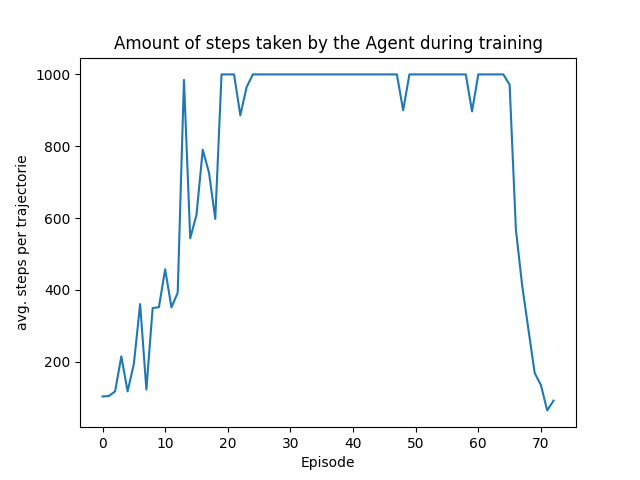 Amount of steps taken by the Agent during training
1000
800
600
400
200
avg. steps per trajectorie
0 10 20 30 40 50 60 70
Episode